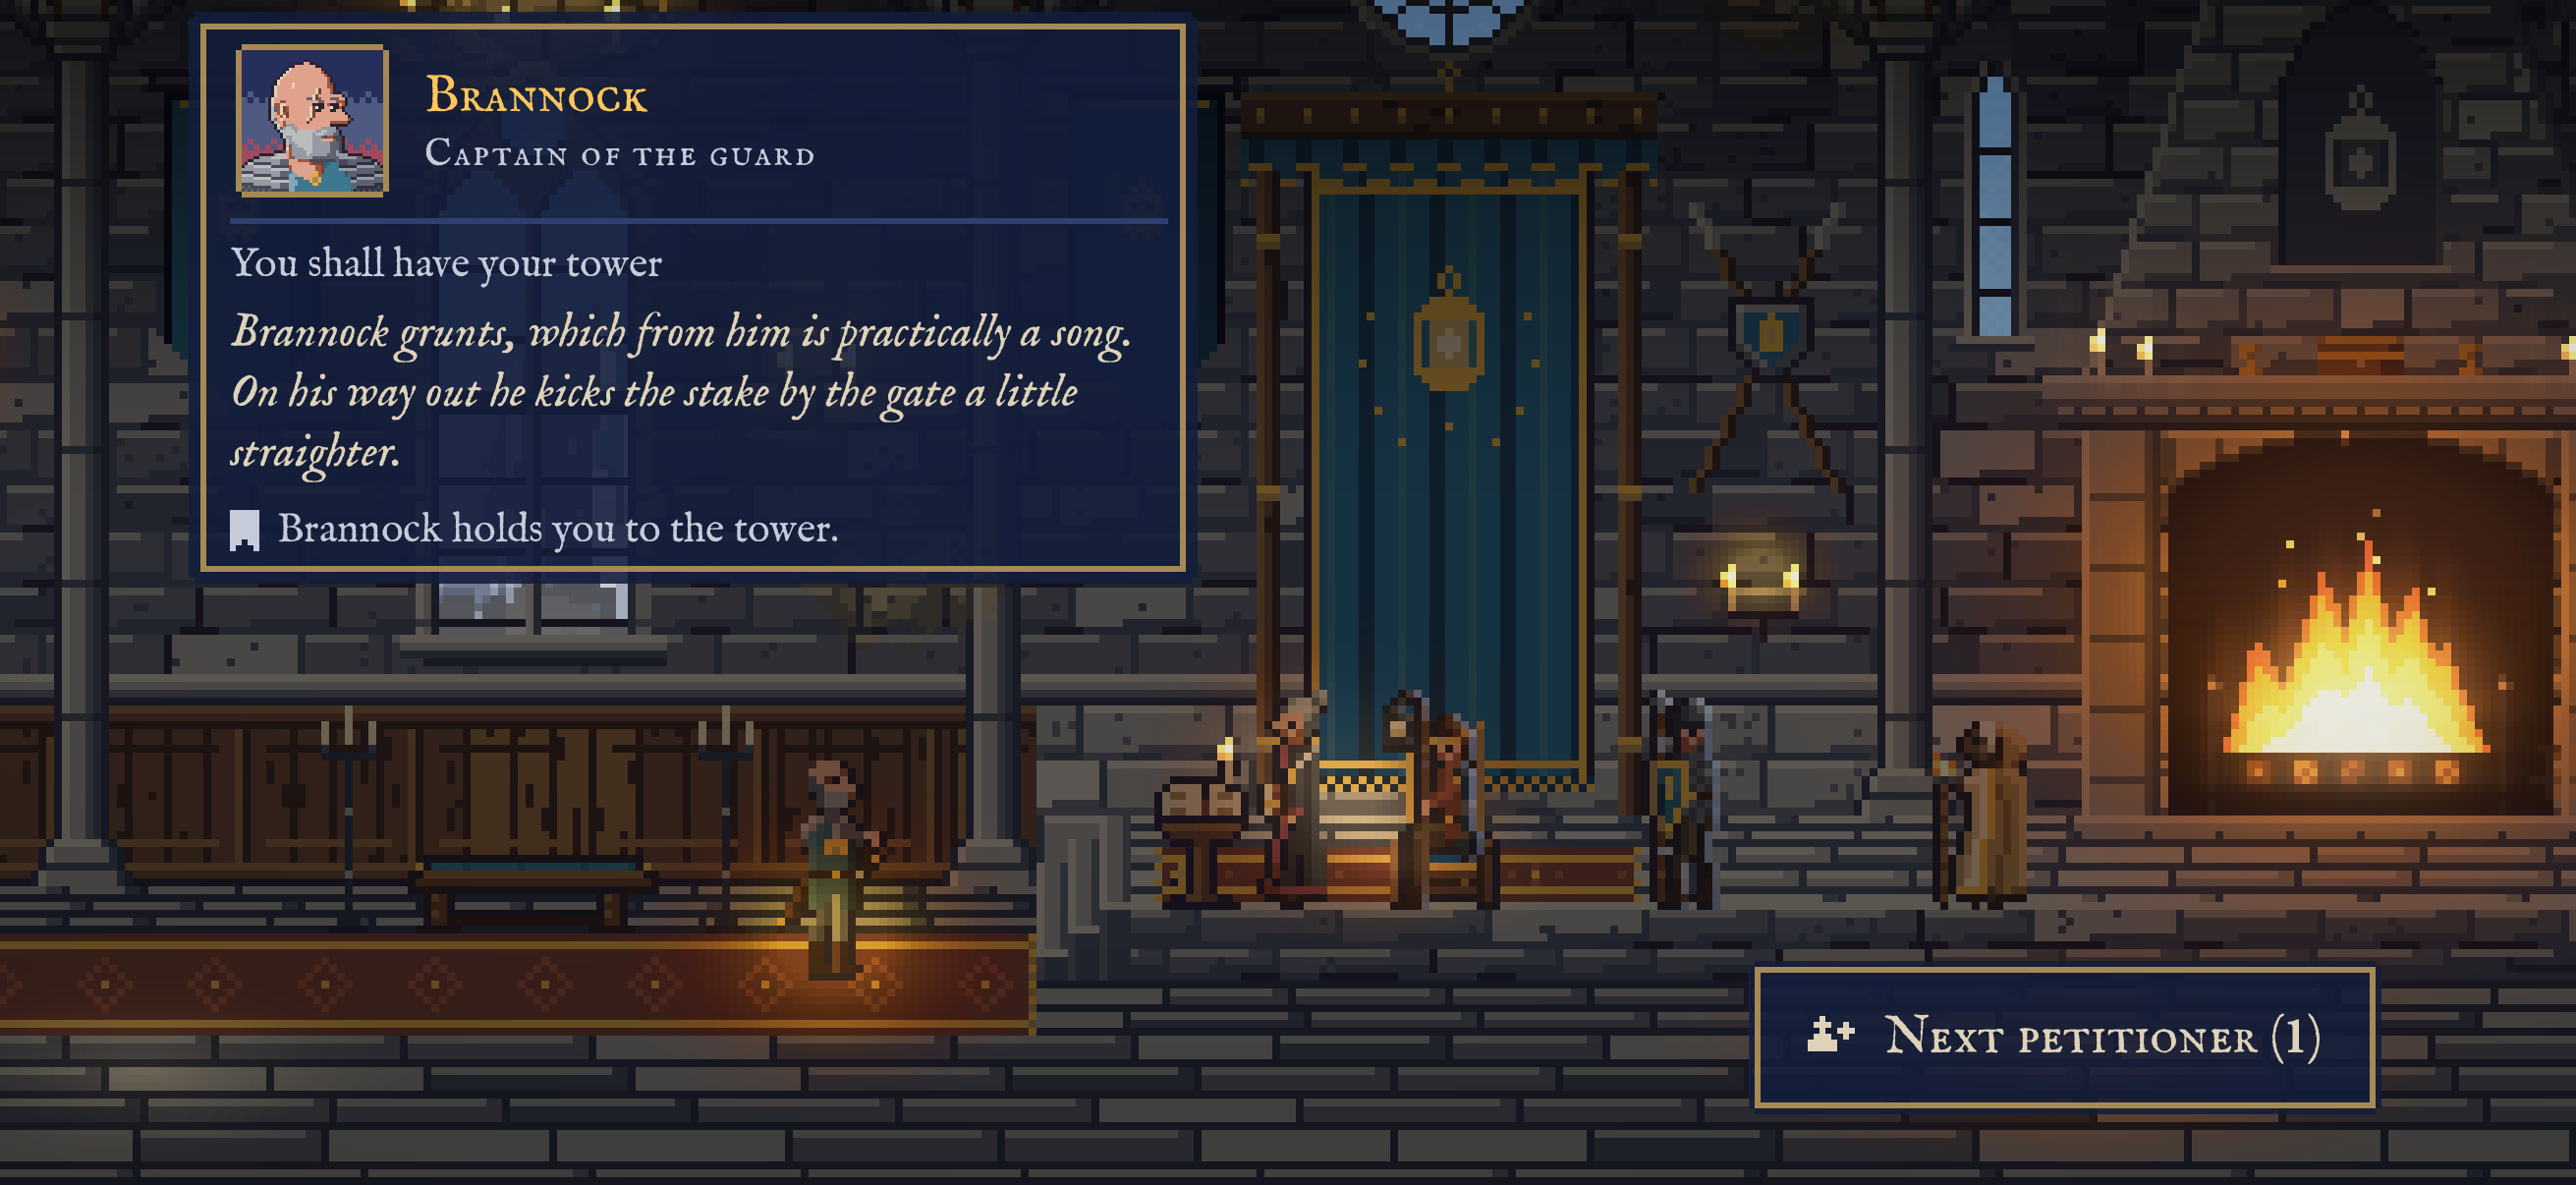 Brannock
Captain of the guard
You shall have your tower
Brannock grunts, which from him is practically a song.
On his way out he kicks the stake by the gate a little
straighter.
Brannock holds you to the tower.
Next petitioner (1)